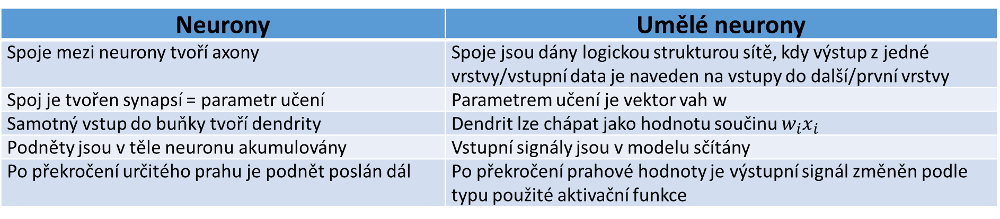 Neurony
Umělé neurony
Spoje mezi neurony tvoří axony
Spoje jsou dány logickou strukturou sítě, kdy výstup z jedné
vrstvy/vstupní data je naveden na vstupy do další/první vrstvy
Spoj je tvořen synapsí = parametr učení
Parametrem učení je vektor vah w
Samotný vstup do buňky tvoří dendrity
Dendrit lze chápat jako hodnotu součinu $w_i x_i$
Podněty jsou v těle neuronu akumulovány
Vstupní signály jsou v modelu sčítány
Po překročení určitého prahu je podnět poslán dál
Po překročení prahové hodnoty je výstupní signál změněn podle
typu použité aktivační funkce